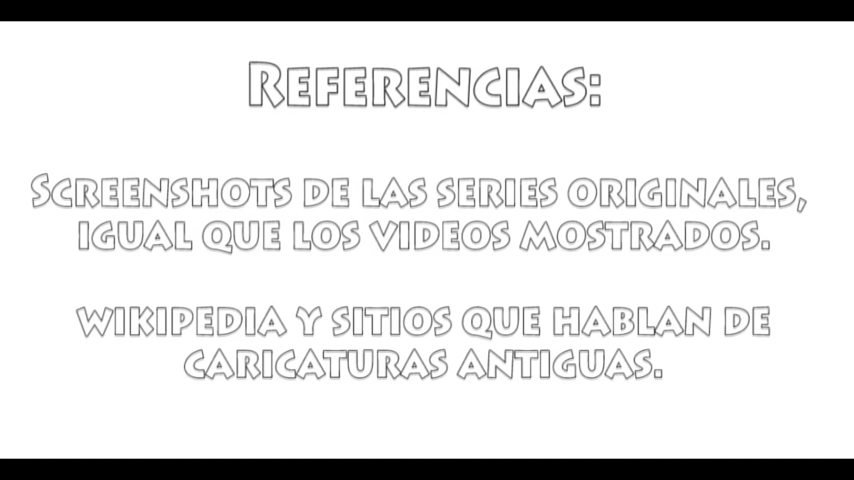 Referencias:
Screenshots de las series originales,
igual que los videos mostrados.
Wikipedia y sitios que hablan de
caricaturas antiguas.